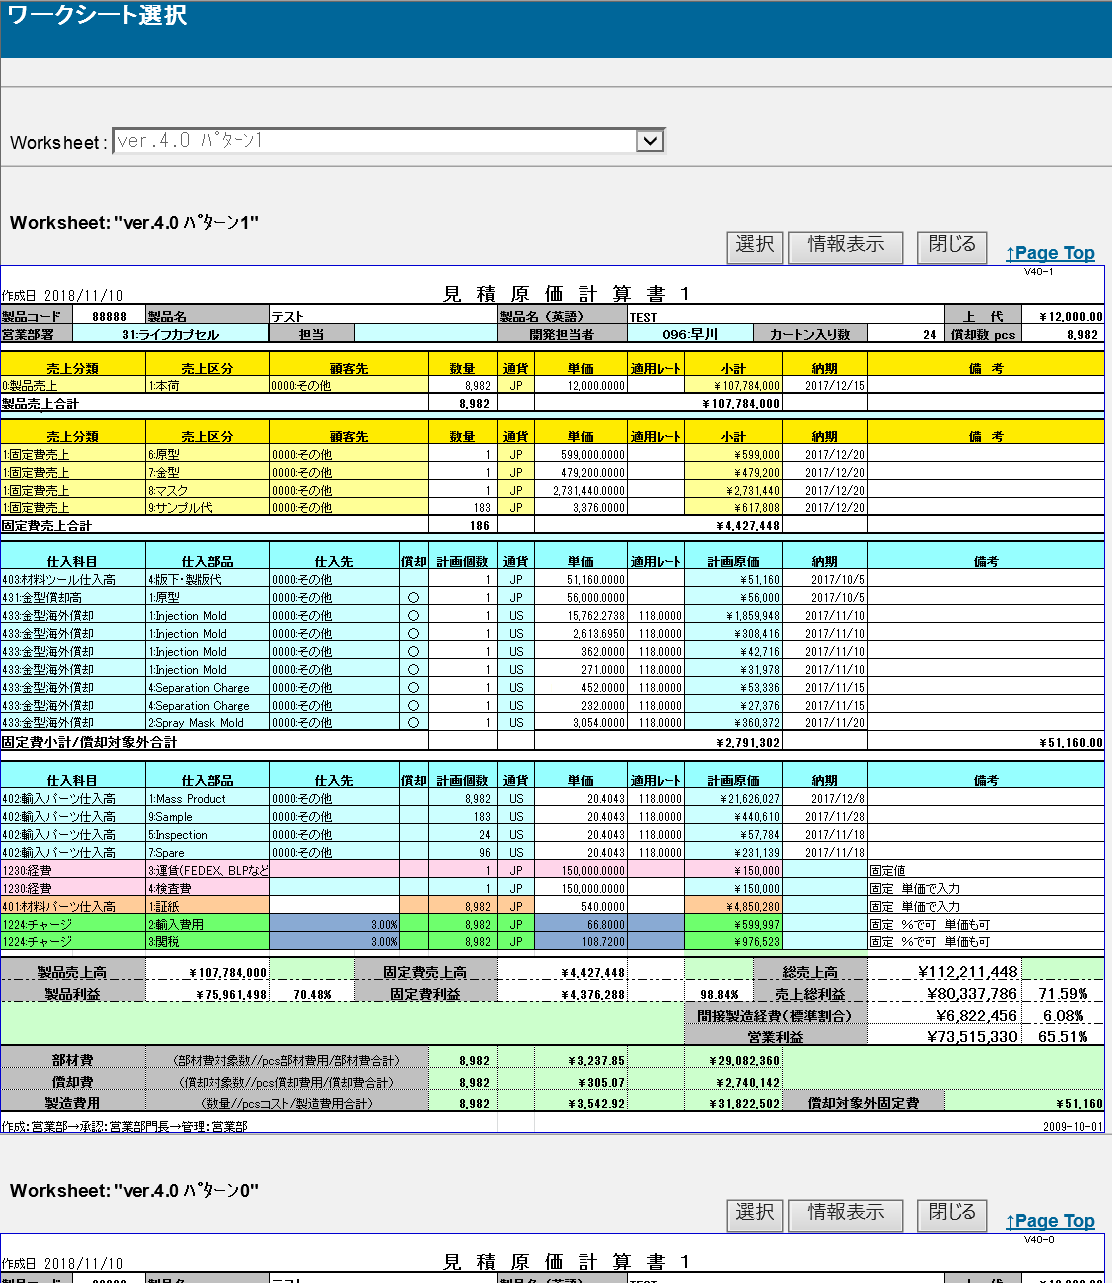 ワークシート選択
Worksheet : ver.4.0 ﾊﾟﾀｰﾝ1
Worksheet: "ver.4.0 ﾊﾟﾀｰﾝ1"
選択 情報表示 閉じる ↑Page Top
V40-1
作成日 2018/11/10 見 積 原 価 計 算 書 1
製品コード 88888 製品名 テスト 製品名（英語） TEST 上 代 ¥12,000.00
営業部署 31:ライフカプセル 担当 開発担当者 096:早川 カートン入り数 24 償却数 pcs 8,982
売上分類 売上区分 顧客先 数量 通貨 単価 適用レート 小計 納期 備 考
0:製品売上 1:本荷 0000:その他 8,982 JP 12,000.0000 ¥107,784,000 2017/12/15
製品売上合計 8,982 ¥107,784,000
売上分類 売上区分 顧客先 数量 通貨 単価 適用レート 小計 納期 備 考
1:固定費売上 6:原型 0000:その他 1 JP 599,000.0000 ¥599,000 2017/12/20
1:固定費売上 7:金型 0000:その他 1 JP 479,200.0000 ¥479,200 2017/12/20
1:固定費売上 8:マスク 0000:その他 1 JP 2,731,440.0000 ¥2,731,440 2017/12/20
1:固定費売上 9:サンプル代 0000:その他 183 JP 3,376.0000 ¥617,808 2017/12/20
固定費売上合計 186 ¥4,427,448
仕入科目 仕入部品 仕入先 償却 計画個数 通貨 単価 適用レート 計画原価 納期 備考
403:材料ツール仕入高 4:版下・製版代 0000:その他 1 JP 51,160.0000 ¥51,160 2017/10/5
431:金型償却高 1:原型 0000:その他 ○ 1 JP 56,000.0000 ¥56,000 2017/10/5
433:金型海外償却 1:Injection Mold 0000:その他 ○ 1 US 15,762.2738 118.0000 ¥1,859,948 2017/11/10
433:金型海外償却 1:Injection Mold 0000:その他 ○ 1 US 2,613.6950 118.0000 ¥308,416 2017/11/10
433:金型海外償却 1:Injection Mold 0000:その他 ○ 1 US 362.0000 118.0000 ¥42,716 2017/11/10
433:金型海外償却 1:Injection Mold 0000:その他 ○ 1 US 271.0000 118.0000 ¥31,978 2017/11/10
433:金型海外償却 4:Separation Charge 0000:その他 ○ 1 US 452.0000 118.0000 ¥53,336 2017/11/15
433:金型海外償却 4:Separation Charge 0000:その他 ○ 1 US 232.0000 118.0000 ¥27,376 2017/11/15
433:金型海外償却 2:Spray Mask Mold 0000:その他 ○ 1 US 3,054.0000 118.0000 ¥360,372 2017/11/20
固定費小計/償却対象外合計 ¥2,791,302 ¥51,160.00
仕入科目 仕入部品 仕入先 償却 計画個数 通貨 単価 適用レート 計画原価 納期 備考
402:輸入パーツ仕入高 1:Mass Product 0000:その他 8,982 US 20.4043 118.0000 ¥21,626,027 2017/12/8
402:輸入パーツ仕入高 9:Sample 0000:その他 183 US 20.4043 118.0000 ¥440,610 2017/11/28
402:輸入パーツ仕入高 5:Inspection 0000:その他 24 US 20.4043 118.0000 ¥57,784 2017/11/18
402:輸入パーツ仕入高 7:Spare 0000:その他 96 US 20.4043 118.0000 ¥231,139 2017/11/18
1230:経費 3:運賃(FEDEX、BLPなど 1 JP 150,000.0000 ¥150,000 固定値
1230:経費 4:検査費 1 JP 150,000.0000 ¥150,000 固定 単価で入力
401:材料パーツ仕入高 1:証紙 8,982 JP 540.0000 ¥4,850,280 固定 単価で入力
1224:チャージ 2:輸入費用 3.00% 8,982 JP 66.8000 ¥599,997 固定 %で可 単価も可
1224:チャージ 3:関税 3.00% 8,982 JP 108.7200 ¥976,523 固定 %で可 単価も可
製品売上高 ¥107,784,000 固定費売上高 ¥4,427,448 総売上高 ¥112,211,448
製品利益 ¥75,961,498 70.48% 固定費利益 ¥4,376,288 98.84% 売上総利益 ¥80,337,786 71.59%
間接製造経費(標準割合) ¥6,822,456 6.08%
営業利益 ¥73,515,330 65.51%
部材費 （部材費対象数//pcs部材費用/部材費合計） 8,982 ¥3,237.85 ¥29,082,360
償却費 （償却対象数//pcs償却費用/償却費合計） 8,982 ¥305.07 ¥2,740,142
製造費用 （数量//pcsコスト/製造費用合計） 8,982 ¥3,542.92 ¥31,822,502 償却対象外固定費 ¥51,160
作成：営業部→承認：営業部門長→管理：営業部 2009-10-01
Worksheet: "ver.4.0 ﾊﾟﾀｰﾝ0"
選択 情報表示 閉じる ↑Page Top
V40-0
作成日 2018/11/10 見 積 原 価 計 算 書 1
製品コード 88888 製品名 テスト 製品名（英語） TEST 上 代